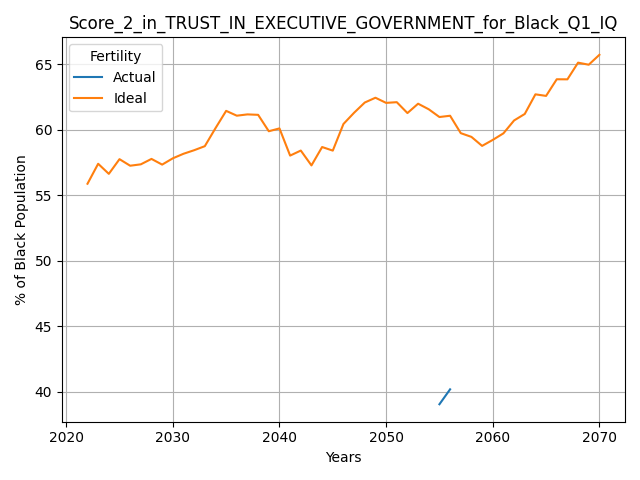 Score_2_in_TRUST_IN_EXECUTIVE_GOVERNMENT_for_Black_Q1_IQ
Fertility
Actual
Ideal
% of Black Population
65
60
55
50
45
40
2020
2030
2040
2050
2060
2070
Years